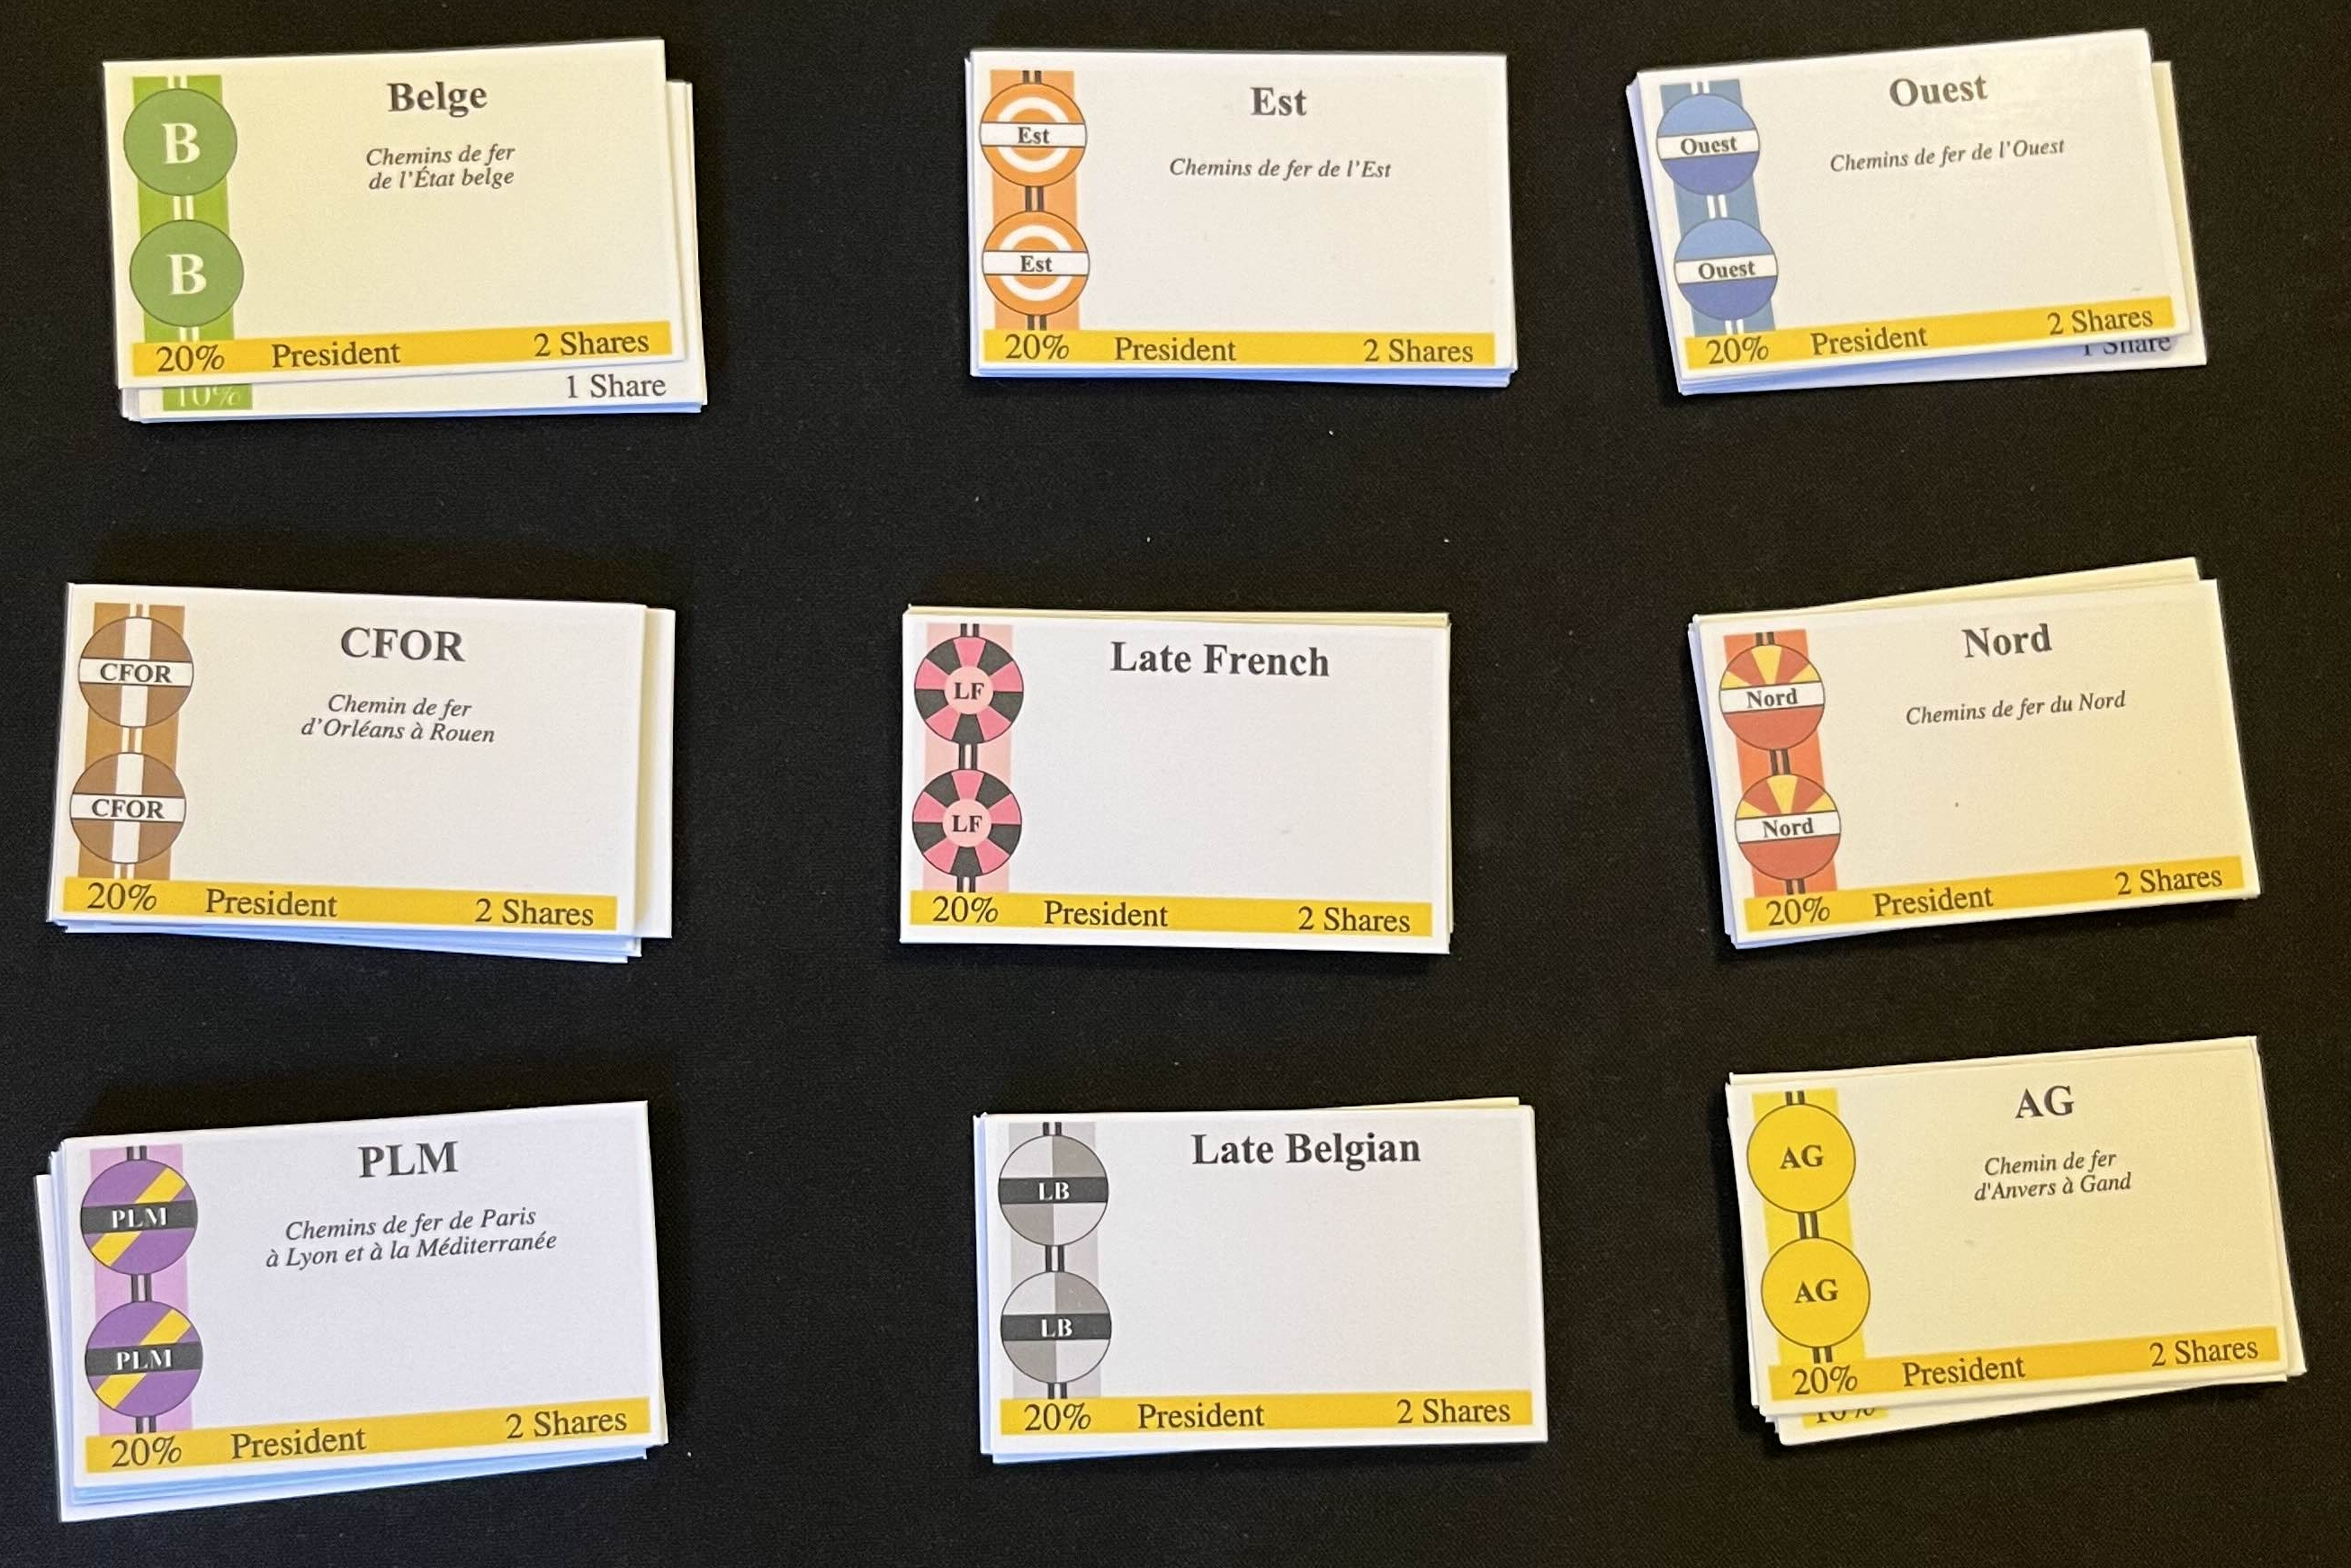 Belge
B
Chemins de fer
de l'État belge
B
20% President 2 Shares
10% 1 Share
Est
Est
Chemins de fer de l'Est
Est
20% President 2 Shares
Ouest
Ouest
Chemins de fer de l'Ouest
Ouest
20% President 2 Shares
1 Share
CFOR
CFOR
Chemin de fer
d'Orléans à Rouen
CFOR
20% President 2 Shares
Late French
LF
LF
20% President 2 Shares
Nord
Nord
Chemins de fer du Nord
Nord
20% President 2 Shares
PLM
PLM
Chemins de fer de Paris
à Lyon et à la Méditerranée
PLM
20% President 2 Shares
Late Belgian
LB
LB
20% President 2 Shares
AG
AG
Chemin de fer
d'Anvers à Gand
AG
20% President 2 Shares
10%